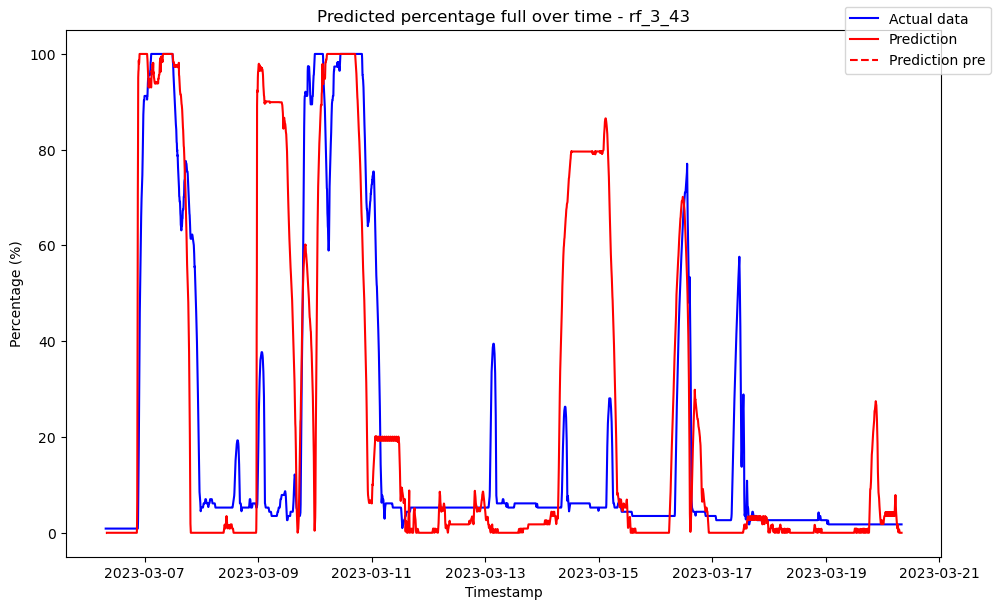 Predicted percentage full over time - rf_3_43
Actual data
Prediction
Prediction pre
100
80
60
40
20
0
Percentage (%)
2023-03-07
2023-03-09
2023-03-11
2023-03-13
2023-03-15
2023-03-17
2023-03-19
2023-03-21
Timestamp